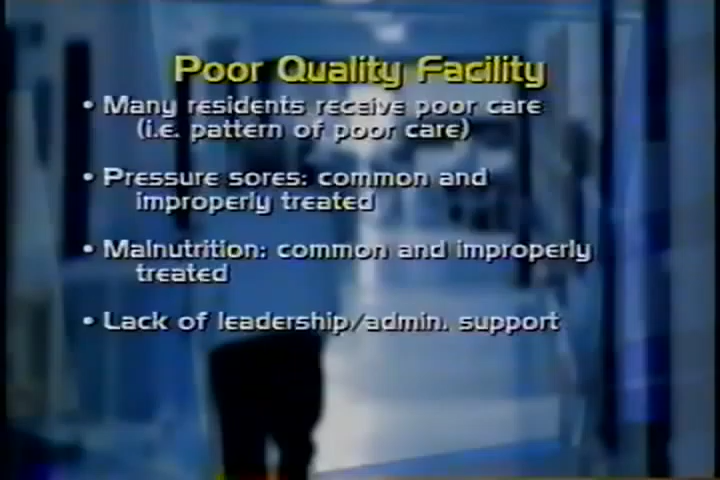 Poor Quality Facility
• Many residents receive poor care
(i.e. pattern of poor care)
• Pressure sores: common and
improperly treated
• Malnutrition: common and improperly
treated
• Lack of leadership/admin. support